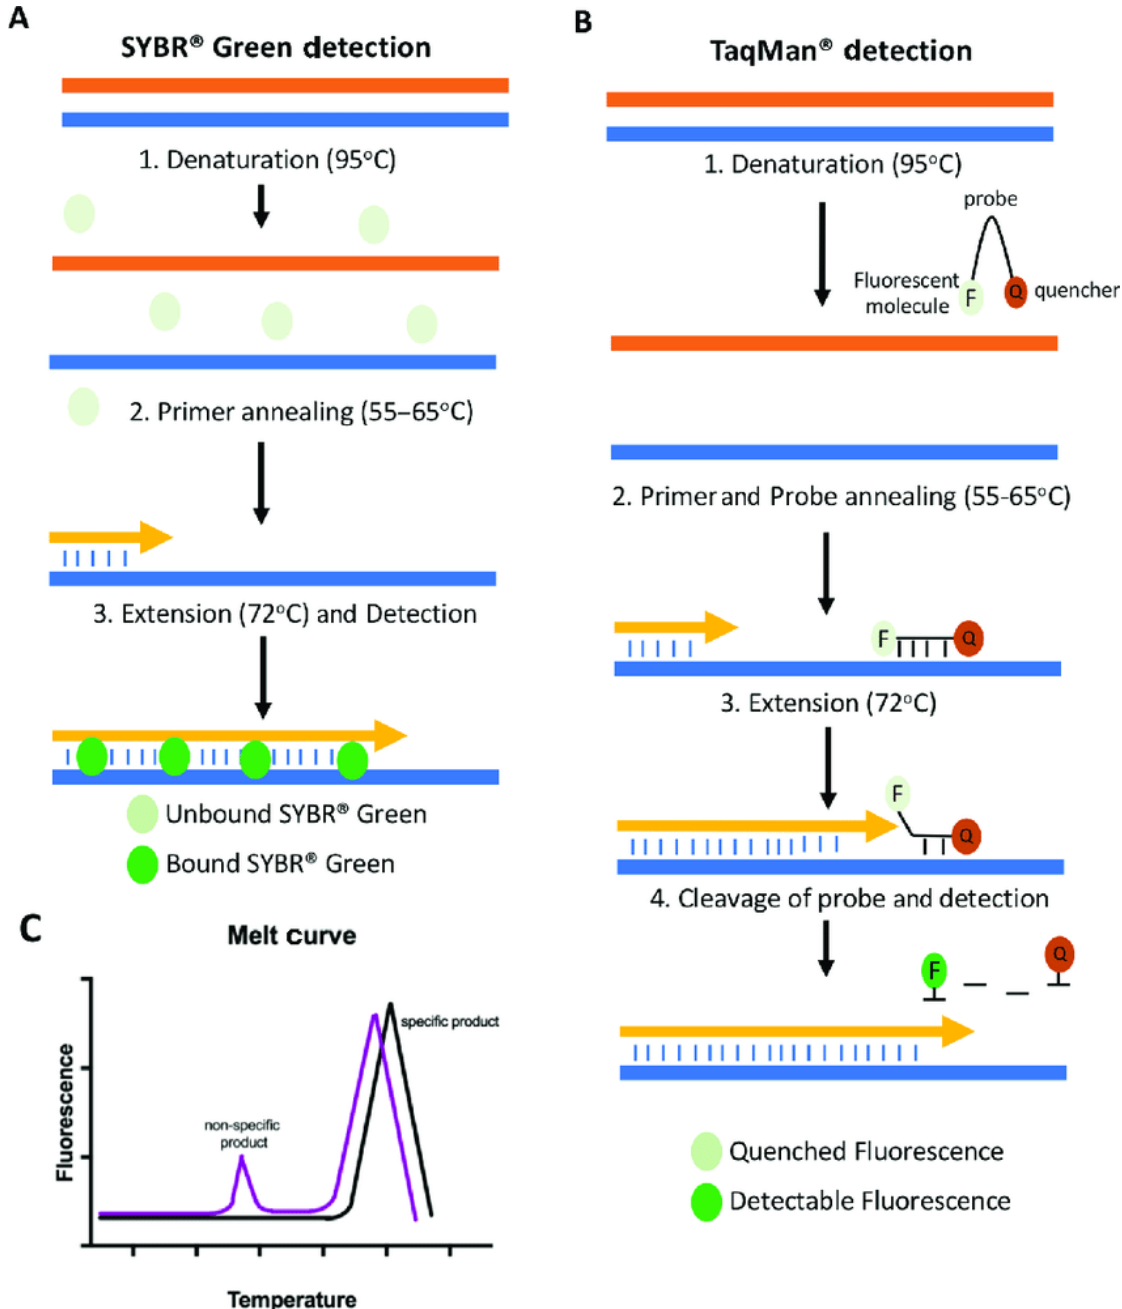 A
SYBR® Green detection
1. Denaturation (95°C)
2. Primer annealing (55–65°C)
3. Extension (72°C) and Detection
Unbound SYBR® Green
Bound SYBR® Green
B
TaqMan® detection
1. Denaturation (95°C)
probe
Fluorescent
molecule
F
Q
quencher
2. Primer and Probe annealing (55-65°C)
F
Q
3. Extension (72°C)
F
Q
4. Cleavage of probe and detection
F
Q
Quenched Fluorescence
Detectable Fluorescence
C
Melt curve
Fluorescence
specific product
non-specific
product
Temperature